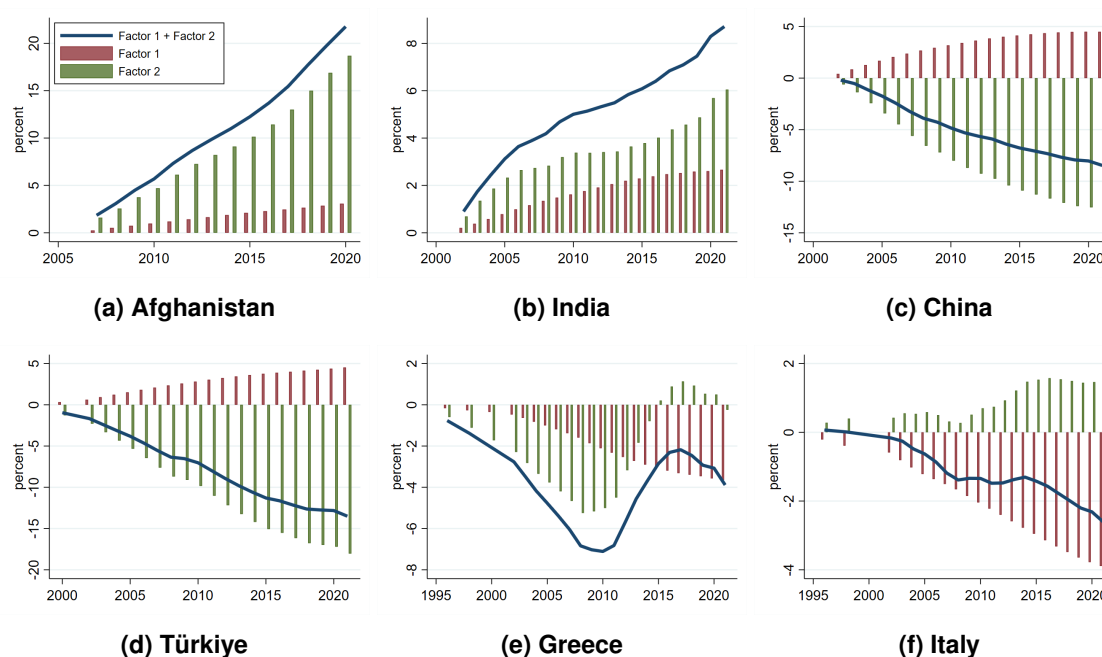 Factor 1 + Factor 2
Factor 1
Factor 2
percent
20
15
10
5
0
2005 2010 2015 2020
(a) Afghanistan
percent
8
6
4
2
0
2000 2005 2010 2015 2020
(b) India
percent
5
0
-5
-10
-15
2000 2005 2010 2015 2020
(c) China
percent
5
0
-5
-10
-15
-20
2000 2005 2010 2015 2020
(d) Türkiye
percent
2
0
-2
-4
-6
-8
1995 2000 2005 2010 2015 2020
(e) Greece
percent
2
0
-2
-4
1995 2000 2005 2010 2015 2020
(f) Italy